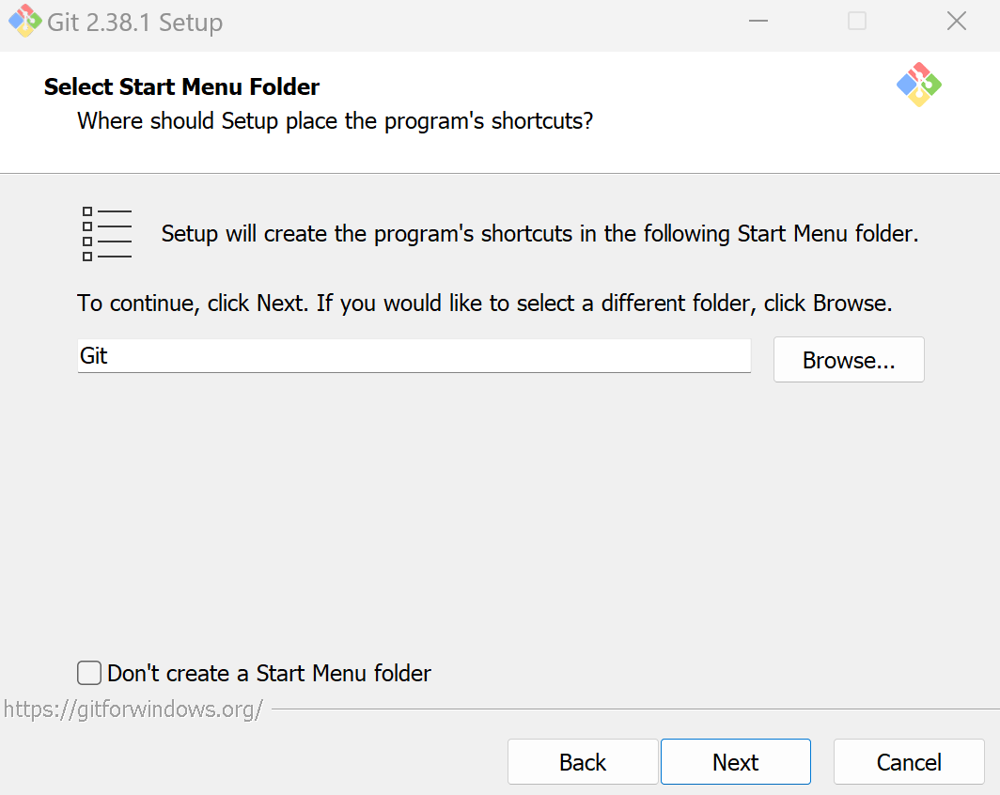 Git 2.38.1 Setup
Select Start Menu Folder
Where should Setup place the program's shortcuts?
Setup will create the program's shortcuts in the following Start Menu folder.
To continue, click Next. If you would like to select a different folder, click Browse.
Git
Browse...
Don't create a Start Menu folder
https://gitforwindows.org/
Back
Next
Cancel